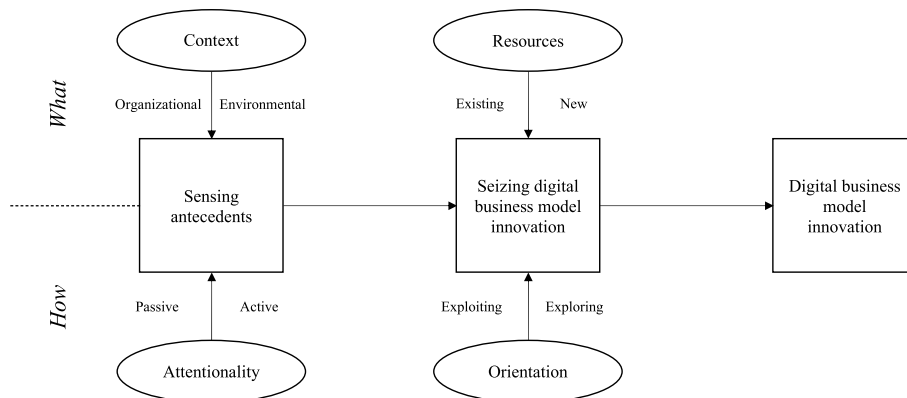 Context
Resources
What
Organizational
Environmental
Existing
New
Sensing
antecedents
Seizing digital
business model
innovation
Digital business
model
innovation
How
Passive
Active
Exploiting
Exploring
Attentionality
Orientation